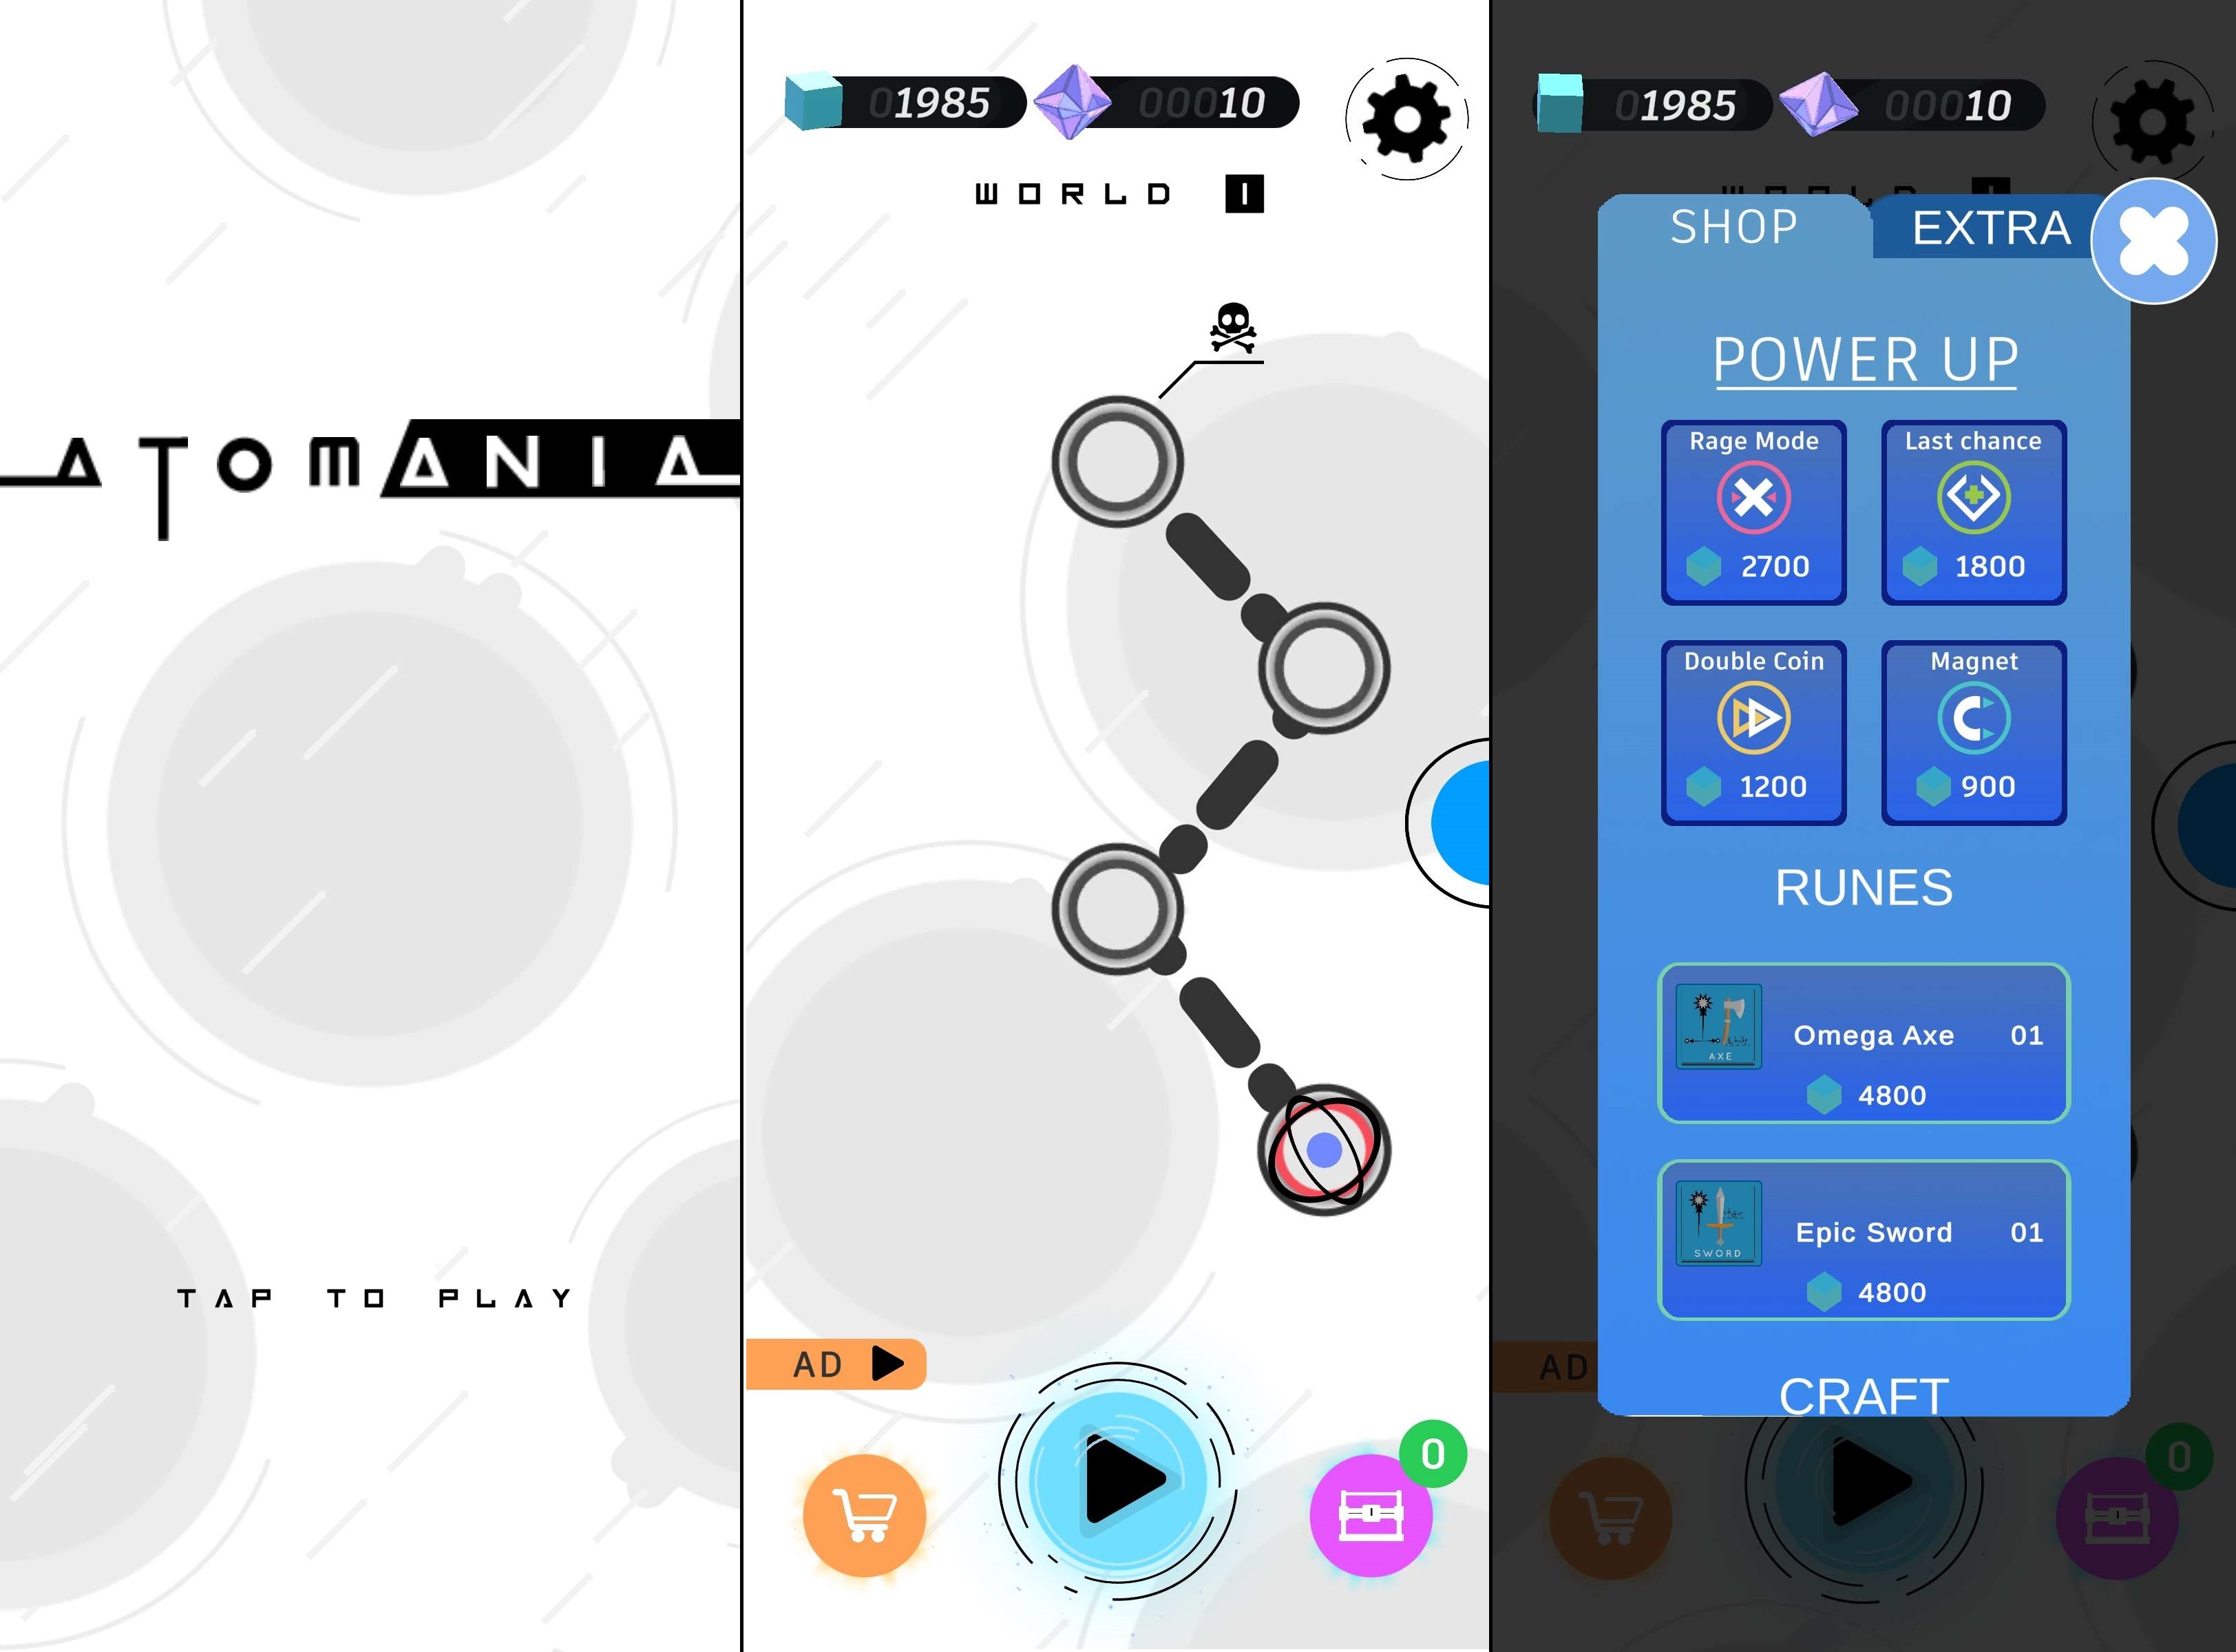 ATOMANIA
TAP TO PLAY
01985
00010
WORLD 1
AD
0
01985
00010
SHOP
EXTRA
POWER UP
Rage Mode
Last chance
2700
1800
Double Coin
Magnet
1200
900
RUNES
AXE
Omega Axe 01
4800
SWORD
Epic Sword 01
4800
CRAFT
AD
0